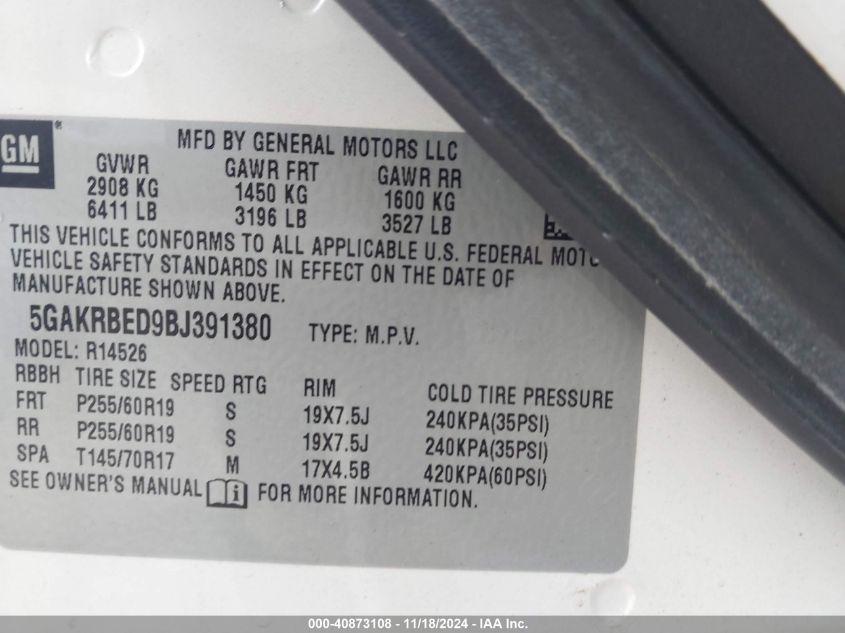 GM ®
MFD BY GENERAL MOTORS LLC
GVWR GAWR FRT GAWR RR
2908 KG 1450 KG 1600 KG
6411 LB 3196 LB 3527 LB
THIS VEHICLE CONFORMS TO ALL APPLICABLE U.S. FEDERAL
VEHICLE SAFETY STANDARDS IN EFFECT ON THE DATE OF
MANUFACTURE SHOWN ABOVE.
5GAKRBED9BJ391380 TYPE: M.P.V.
MODEL: R14526
RBBH TIRE SIZE SPEED RTG RIM COLD TIRE PRESSURE
FRT P255/60R19 S 19X7.5J 240KPA(35PSI)
RR P255/60R19 S 19X7.5J 240KPA(35PSI)
SPA T145/70R17 M 17X4.5B 420KPA(60PSI)
SEE OWNER'S MANUAL i FOR MORE INFORMATION.
000-40873108 - 11/18/2024 - IAA Inc.